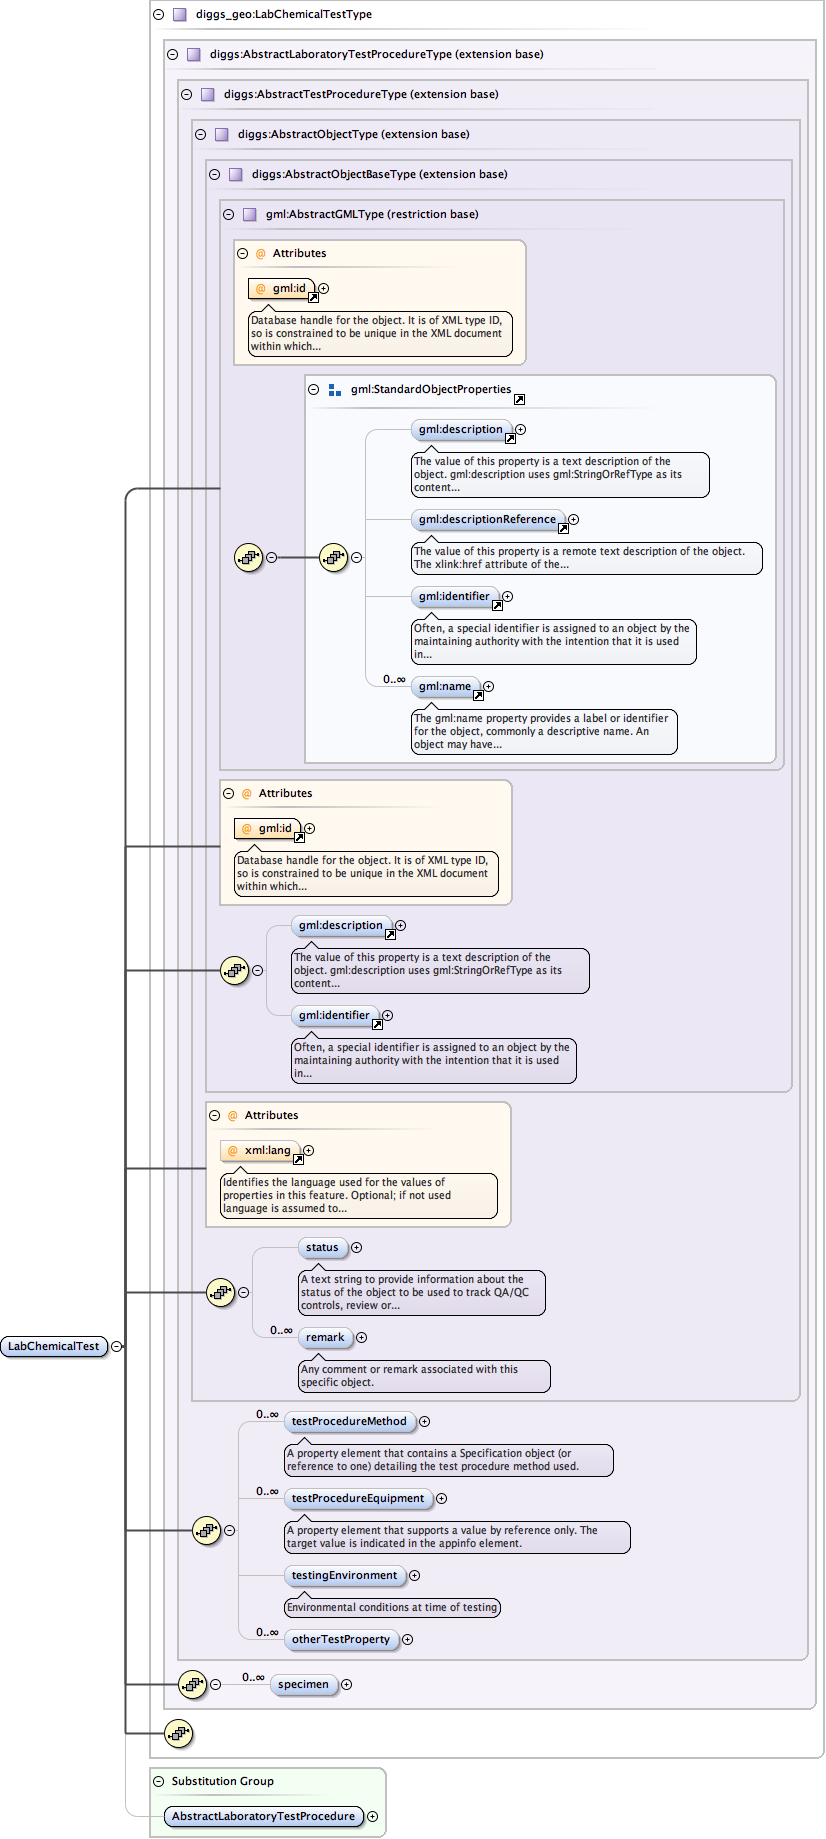 diggs_geo:LabChemicalTestType
diggs:AbstractLaboratoryTestProcedureType (extension base)
diggs:AbstractTestProcedureType (extension base)
diggs:AbstractObjectType (extension base)
diggs:AbstractObjectBaseType (extension base)
gml:AbstractGMLType (restriction base)
@ Attributes
@ gml:id
Database handle for the object. It is of XML type ID,
so is constrained to be unique in the XML document
within which...
gml:StandardObjectProperties
gml:description
The value of this property is a text description of the
object. gml:description uses gml:StringOrRefType as its
content...
gml:descriptionReference
The value of this property is a remote text description of the object.
The xlink:href attribute of the...
gml:identifier
Often, a special identifier is assigned to an object by the
maintaining authority with the intention that it is used
in...
0..∞
gml:name
The gml:name property provides a label or identifier
for the object, commonly a descriptive name. An
object may have...
@ Attributes
@ gml:id
Database handle for the object. It is of XML type ID,
so is constrained to be unique in the XML document
within which...
gml:description
The value of this property is a text description of the
object. gml:description uses gml:StringOrRefType as its
content...
gml:identifier
Often, a special identifier is assigned to an object by the
maintaining authority with the intention that it is used
in...
@ Attributes
@ xml:lang
Identifies the language used for the values of
properties in this feature. Optional; if not used
language is assumed to...
status
A text string to provide information about the
status of the object to be used to track QA/QC
controls, review or...
0..∞
remark
Any comment or remark associated with this
specific object.
LabChemicalTest
0..∞
testProcedureMethod
A property element that contains a Specification object (or
reference to one) detailing the test procedure method used.
0..∞
testProcedureEquipment
A property element that supports a value by reference only. The
target value is indicated in the appinfo element.
testingEnvironment
Environmental conditions at time of testing
0..∞
otherTestProperty
0..∞
specimen
Substitution Group
AbstractLaboratoryTestProcedure